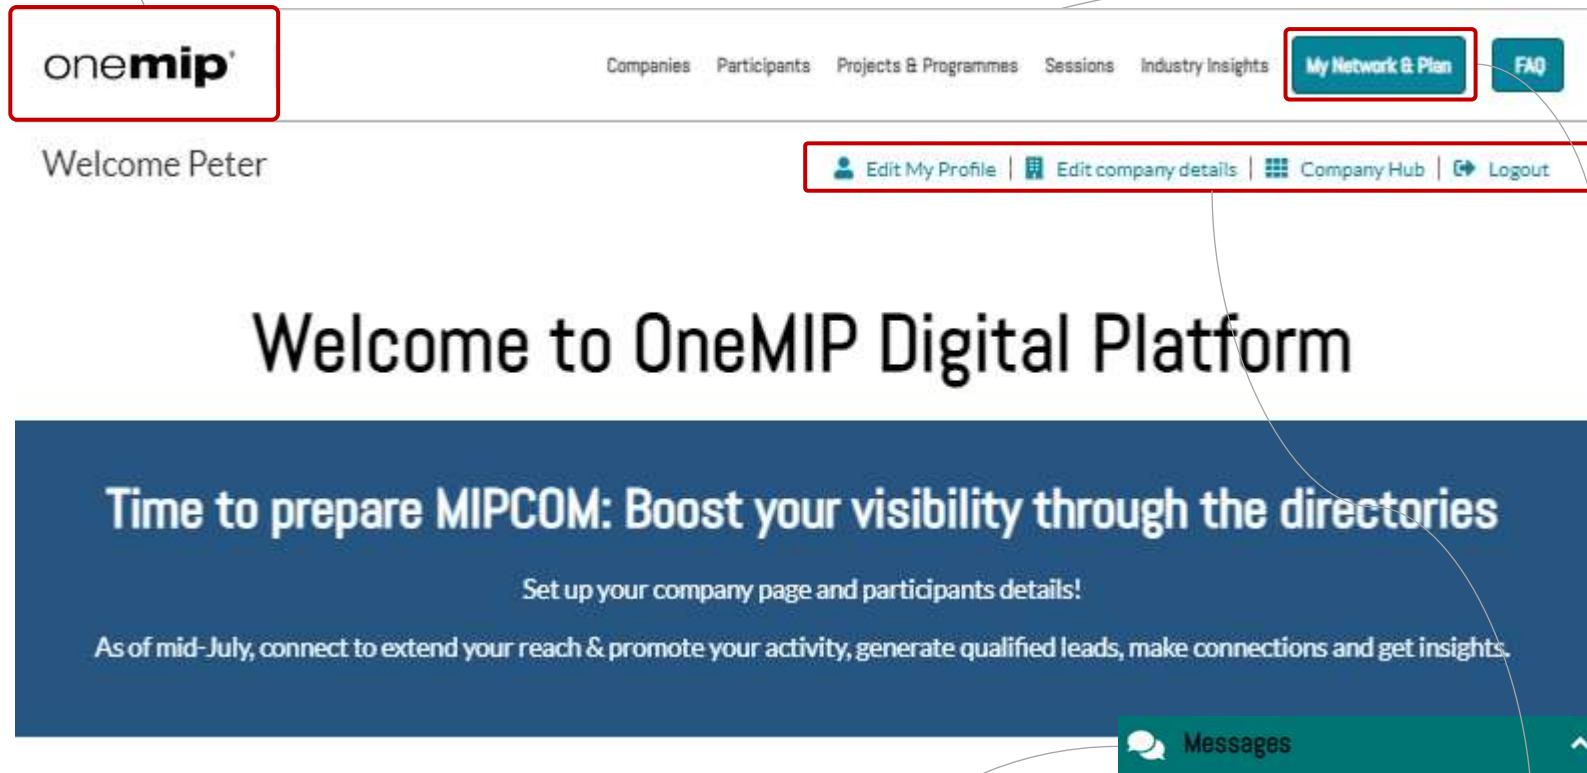 onemip®
Companies Participants Projects & Programmes Sessions Industry Insights My Network & Plan FAQ
Welcome Peter
Edit My Profile | Edit company details | Company Hub | Logout
Welcome to OneMIP Digital Platform
Time to prepare MIPCOM: Boost your visibility through the directories
Set up your company page and participants details!
As of mid-July, connect to extend your reach & promote your activity, generate qualified leads, make connections and get insights.
Messages